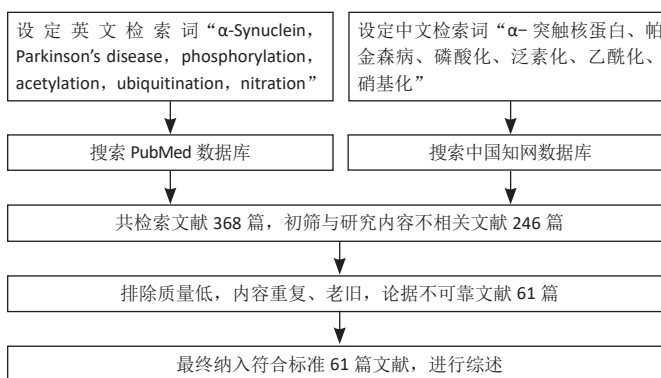 设定英文检索词“α-Synuclein，
Parkinson’s disease，phosphorylation，
acetylation，ubiquitination，nitration”
设定中文检索词“α- 突触核蛋白、帕
金森病、磷酸化、泛素化、乙酰化、
硝基化”
搜索 PubMed 数据库
搜索中国知网数据库
共检索文献 368 篇，初筛与研究内容不相关文献 246 篇
排除质量低，内容重复、老旧，论据不可靠文献 61 篇
最终纳入符合标准 61 篇文献，进行综述